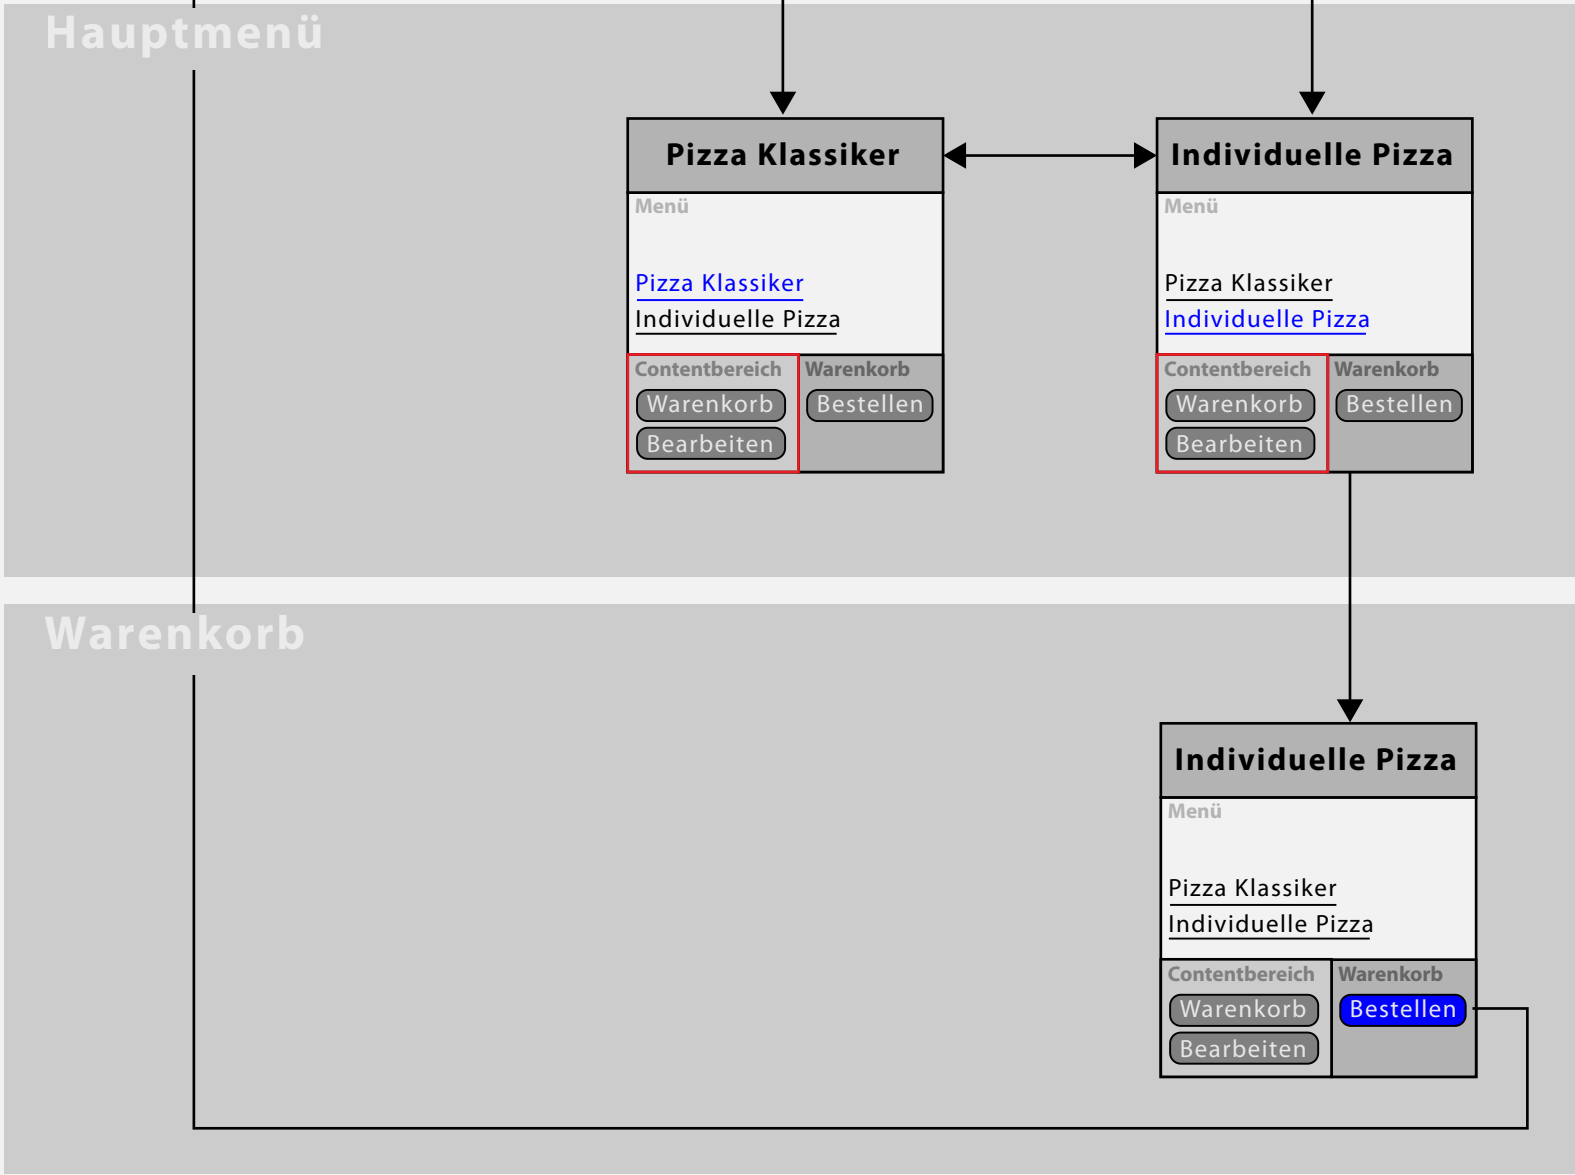 Hauptmenü
Pizza Klassiker
Menü
Pizza Klassiker
Individuelle Pizza
Contentbereich
Warenkorb
Bearbeiten
Warenkorb
Bestellen
Individuelle Pizza
Menü
Pizza Klassiker
Individuelle Pizza
Contentbereich
Warenkorb
Bearbeiten
Warenkorb
Bestellen
Warenkorb
Individuelle Pizza
Menü
Pizza Klassiker
Individuelle Pizza
Contentbereich
Warenkorb
Bearbeiten
Warenkorb
Bestellen